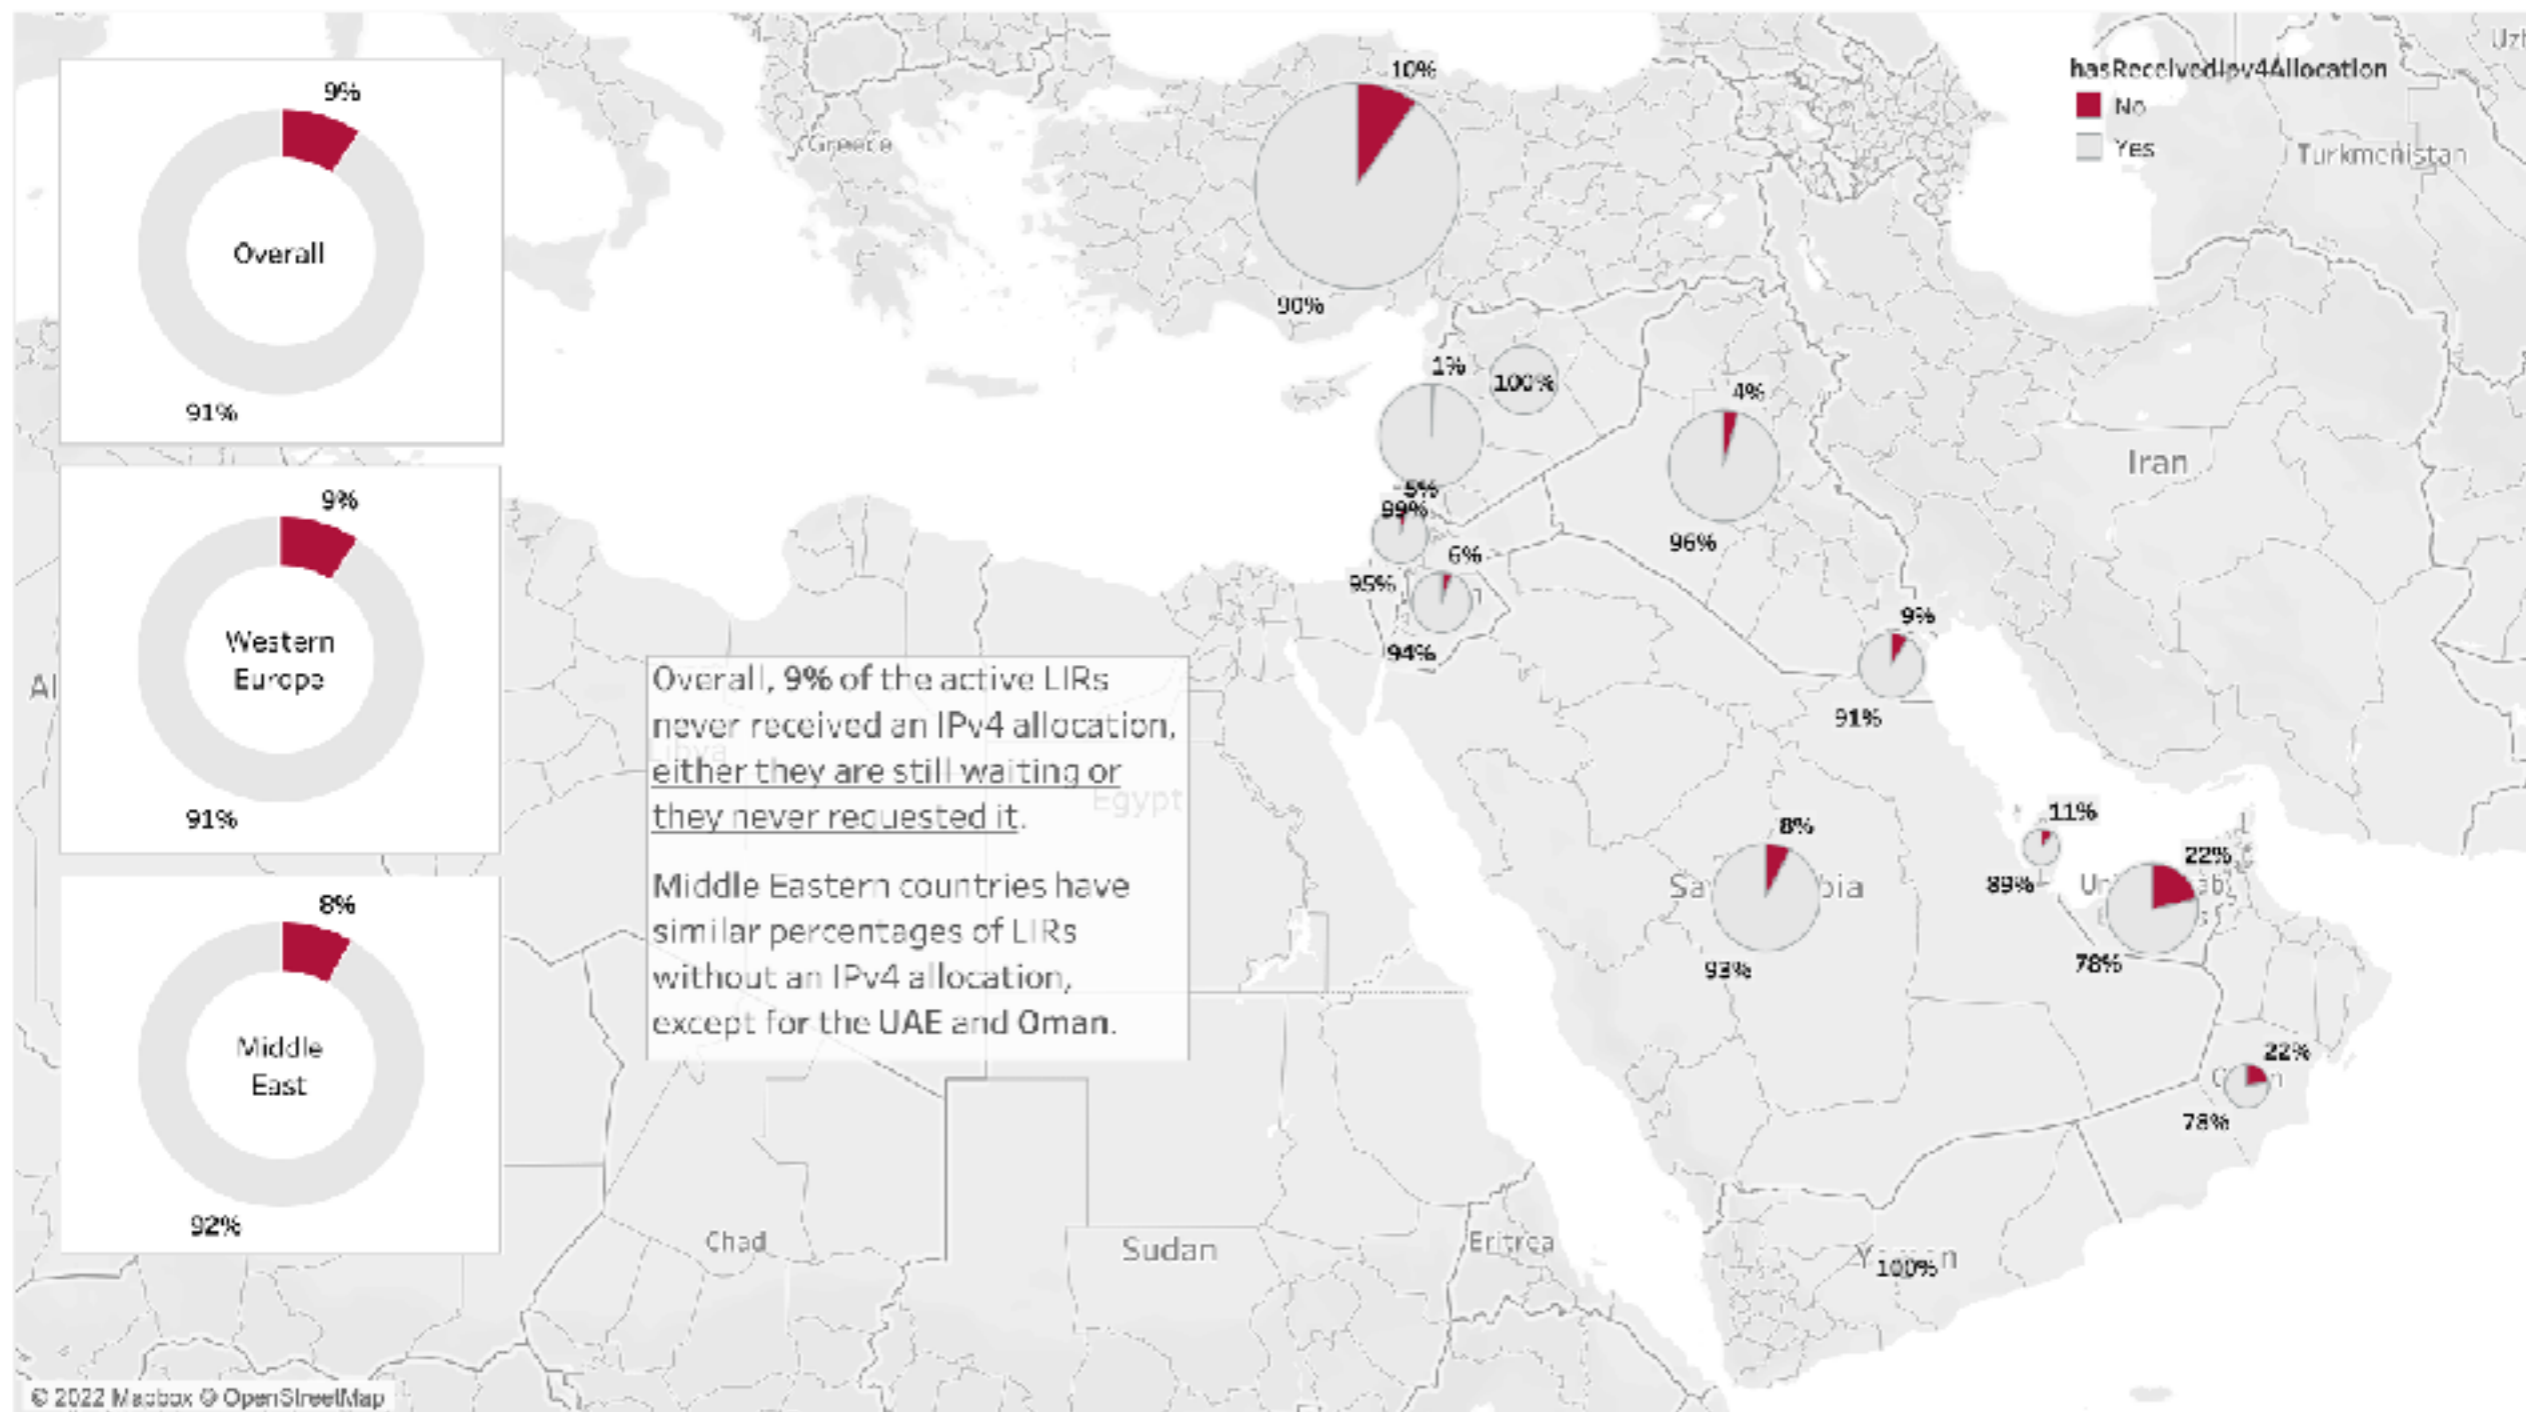 9%
Overall
91%
9%
Western
Europe
91%
8%
Middle
East
92%
hasReceivedIpv4Allocation
No
Yes
Greece
Turkmenistan
Iran
Egypt
Libya
Chad
Sudan
Eritrea
10%
90%
1%
100%
4%
96%
5%
99%
95%
6%
94%
9%
91%
8%
93%
11%
89%
22%
78%
22%
78%
100%
Overall, 9% of the active LIRs
never received an IPv4 allocation,
either they are still waiting or
they never requested it.
Middle Eastern countries have
similar percentages of LIRs
without an IPv4 allocation,
except for the UAE and Oman.
© 2022 Mapbox © OpenStreetMap